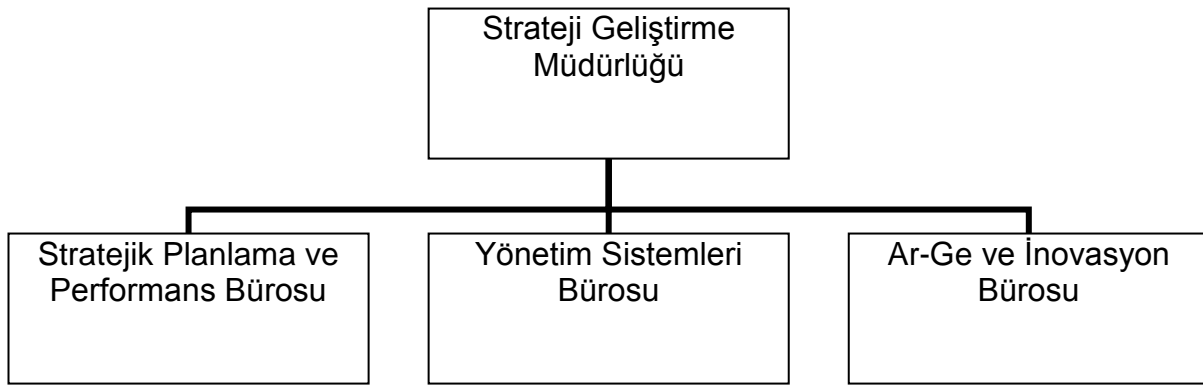 Strateji Geliştirme
Müdürlüğü
Stratejik Planlama ve
Performans Bürosu
Yönetim Sistemleri
Bürosu
Ar-Ge ve İnovasyon
Bürosu